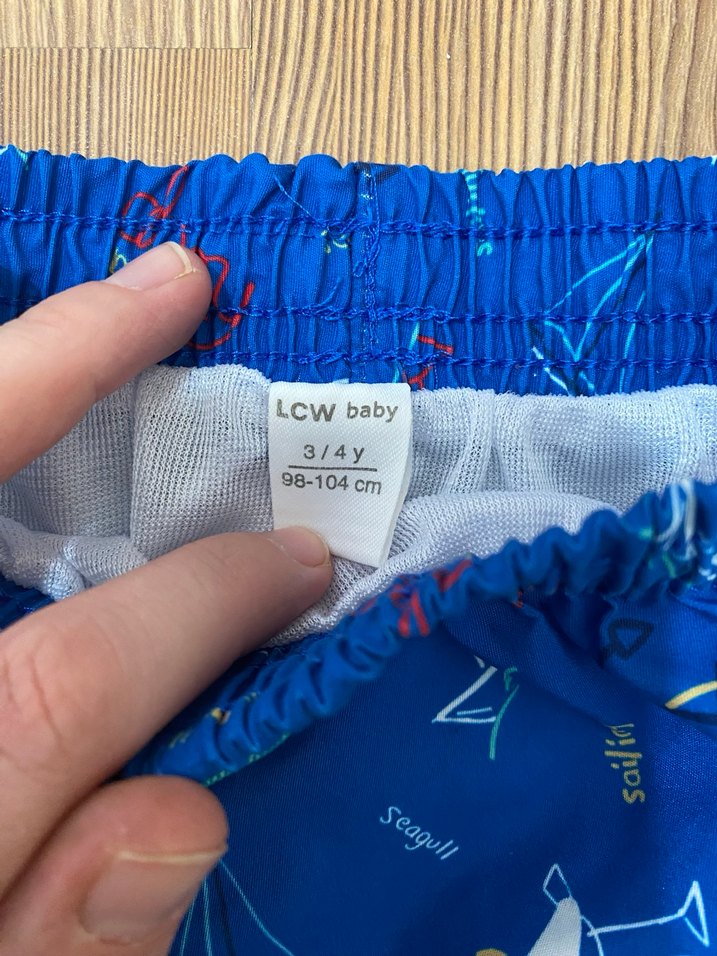 LCW baby
3/4 y
98-104 cm
sailin
Seagull